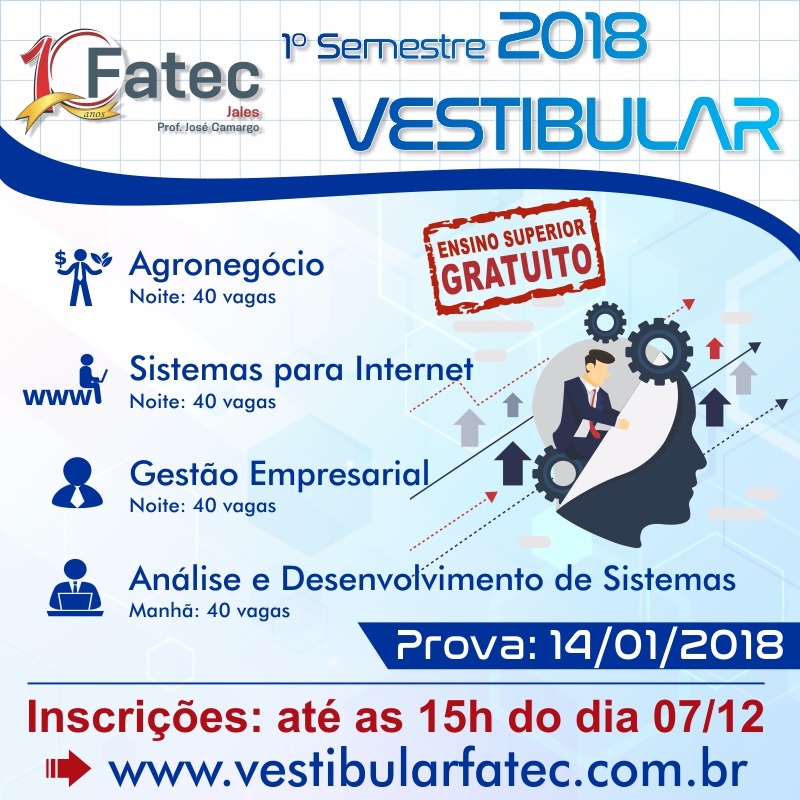 10 anos
Fatec
Jales
Prof. José Camargo
1º Semestre 2018
VESTIBULAR
ENSINO SUPERIOR
GRATUITO
$
Agronegócio
Noite: 40 vagas
www
Sistemas para Internet
Noite: 40 vagas
Gestão Empresarial
Noite: 40 vagas
Análise e Desenvolvimento de Sistemas
Manhã: 40 vagas
Prova: 14/01/2018
Inscrições: até as 15h do dia 07/12
www.vestibularfatec.com.br